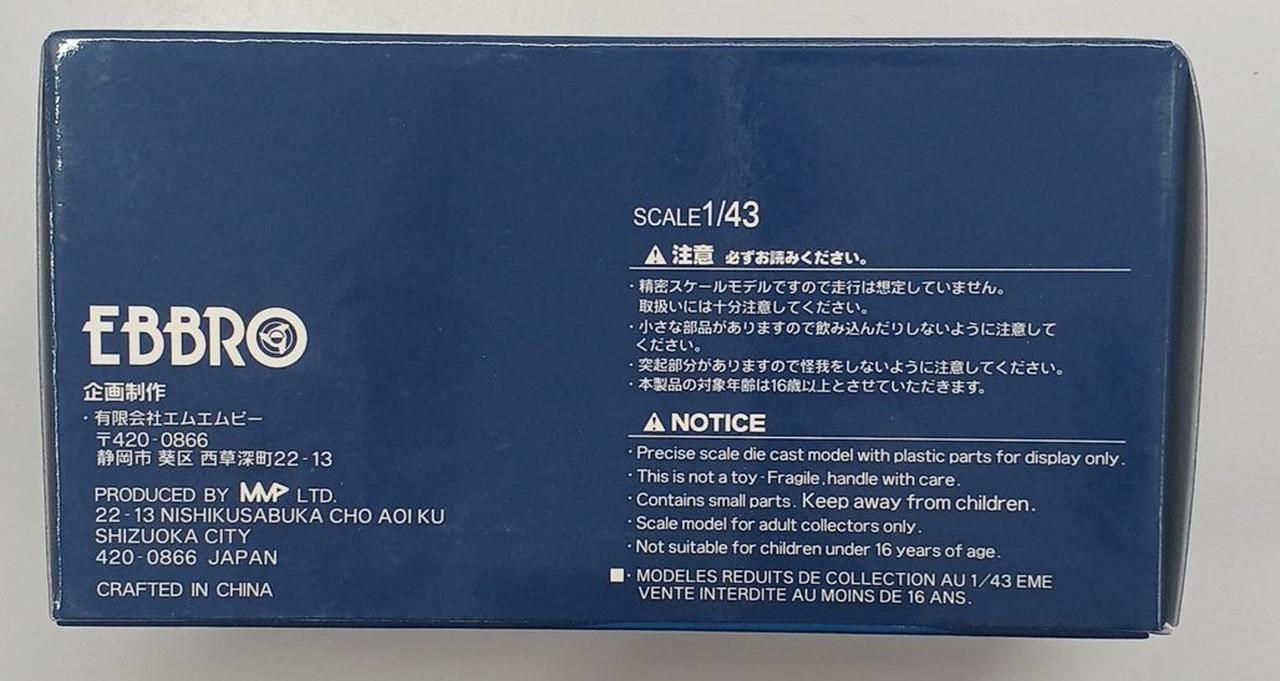 EBBRO
企画制作
・有限会社エムエムピー
〒420-0866
静岡市 葵区 西草深町22-13
PRODUCED BY MMP LTD.
22-13 NISHIKUSABUKA CHO AOI KU
SHIZUOKA CITY
420-0866 JAPAN
CRAFTED IN CHINA
SCALE1/43
注意 必ずお読みください。
・精密スケールモデルですので走行は想定していません。
取扱いには十分注意してください。
・小さな部品がありますので飲み込んだりしないように注意して
ください。
・突起部分がありますので怪我をしないように注意してください。
・本製品の対象年齢は16歳以上とさせていただきます。
NOTICE
・Precise scale die cast model with plastic parts for display only.
・This is not a toy-Fragile,handle with care.
・Contains small parts. Keep away from children.
・Scale model for adult collectors only.
・Not suitable for children under 16 years of age.
■・MODELES REDUITS DE COLLECTION AU 1/43 EME
VENTE INTERDITE AU MOINS DE 16 ANS.